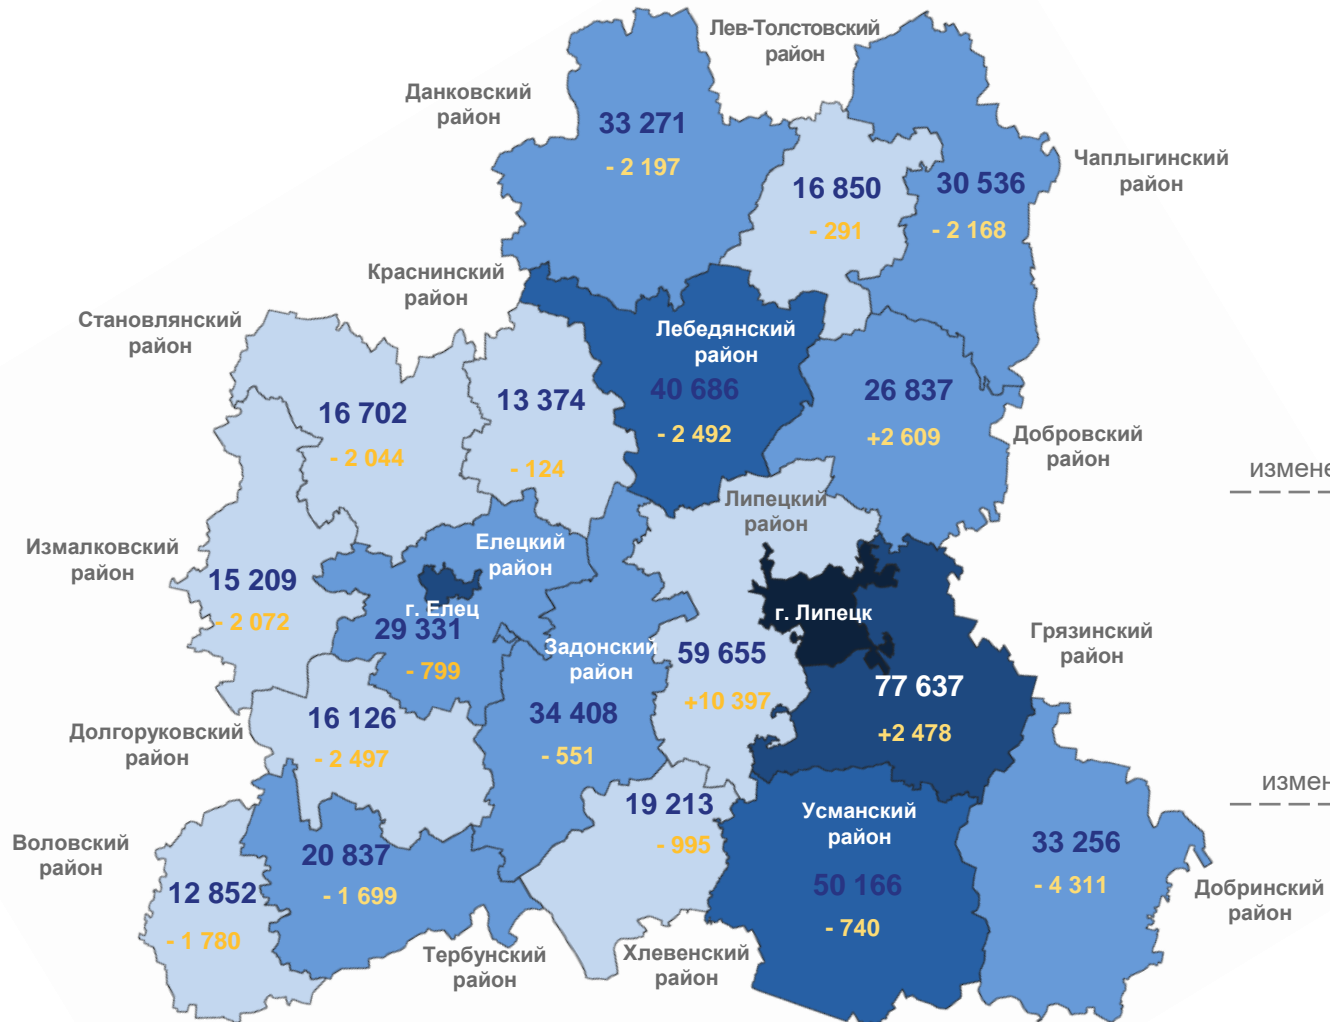 Лев-Толстовский
район
Данковский
район
33 271
- 2 197
16 850
- 291
30 536
- 2 168
Чаплыгинский
район
Краснинский
район
Становлянский
район
Лебедянский
район
40 686
- 2 492
16 702
- 2 044
13 374
- 124
26 837
+2 609
Добровский
район
измене
Липецкий
район
Измалковский
район
15 209
- 2 072
Елецкий
район
г. Елец
29 331
- 799
Задонский
район
34 408
- 551
59 655
+10 397
г. Липецк
Грязинский
район
77 637
+2 478
Долгоруковский
район
16 126
- 2 497
измен
19 213
- 995
Усманский
район
50 166
- 740
33 256
- 4 311
Добринский
район
Воловский
район
12 852
- 1 780
20 837
- 1 699
Тербунский
район
Хлевенский
район